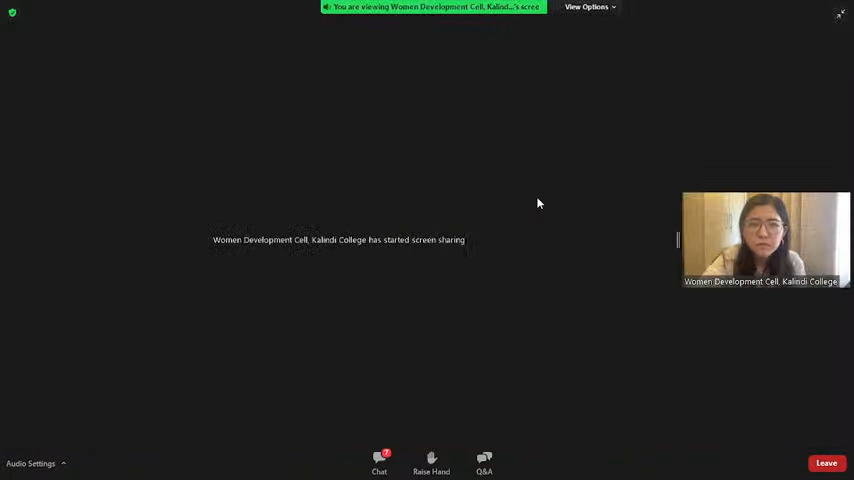 You are viewing Women Development Cell, Kalind...'s scree
View Options
Women Development Cell, Kalindi College has started screen sharing
Women Development Cell, Kalindi College
Audio Settings
7
Chat
Raise Hand
Q&A
Leave